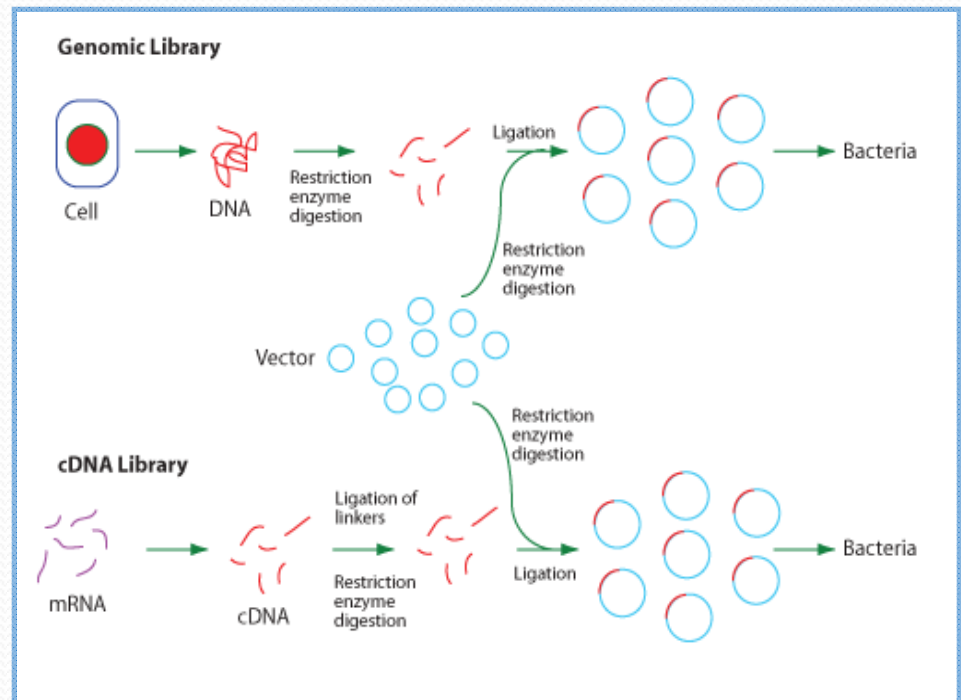 Genomic Library
Cell
DNA
Restriction
enzyme
digestion
Ligation
Restriction
enzyme
digestion
Bacteria
Vector
Restriction
enzyme
digestion
cDNA Library
mRNA
cDNA
Ligation of
linkers
Restriction
enzyme
digestion
Ligation
Bacteria